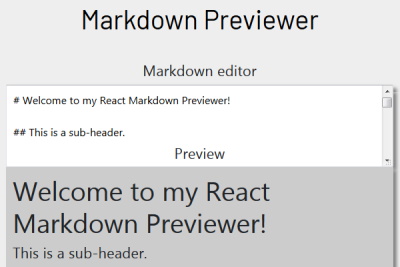 Markdown Previewer
Markdown editor
# Welcome to my React Markdown Previewer!
## This is a sub-header.
Preview
Welcome to my React
Markdown Previewer!
This is a sub-header.